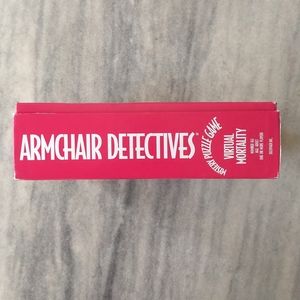 ARMCHAIR DETECTIVES
MYSTERY PUZZLE GAME
VIRTUAL
MORTALITY